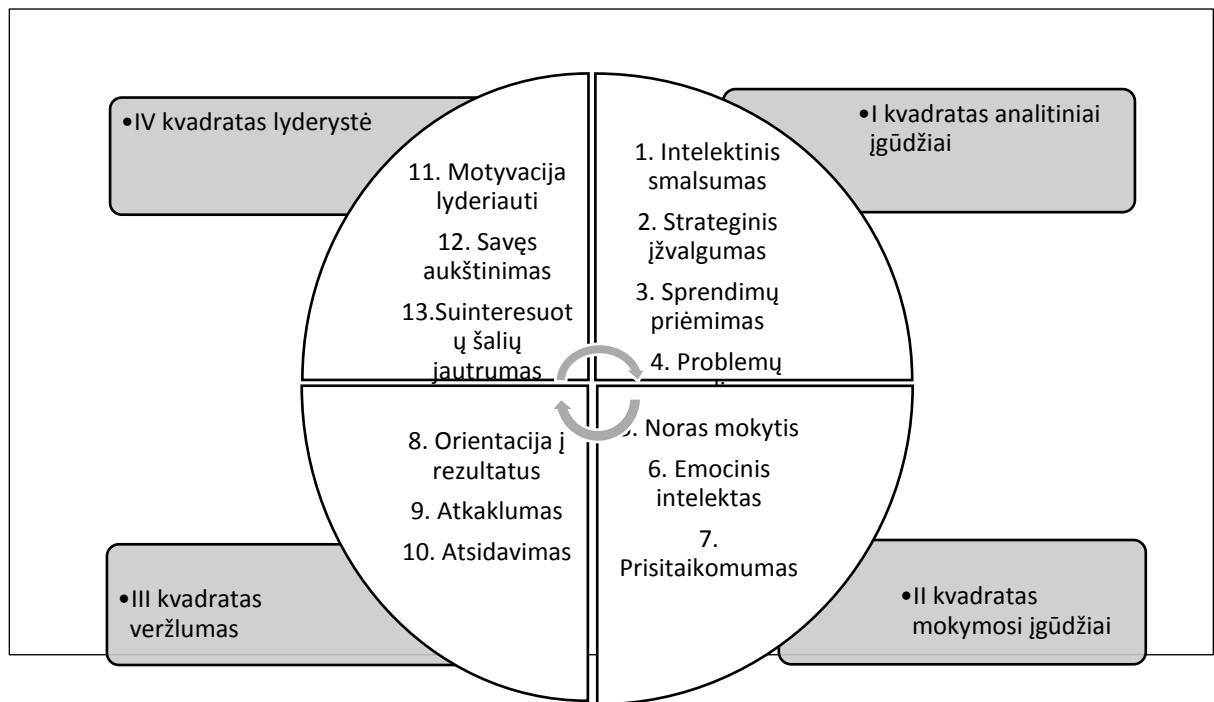 •IV kvadratas lyderystė
11. Motyvacija
lyderiauti
12. Savęs
aukštinimas
13.Suinteresuot
ų šalių
jautrumas
•I kvadratas analitiniai
įgūdžiai
1. Intelektinis
smalsumas
2. Strateginis
įžvalgumas
3. Sprendimų
priėmimas
4. Problemų
8. Orientacija į
rezultatus
9. Atkaklumas
10. Atsidavimas
•III kvadratas
veržlumas
Noras mokytis
6. Emocinis
intelektas
7.
Prisitaikomumas
•II kvadratas
mokymosi įgūdžiai